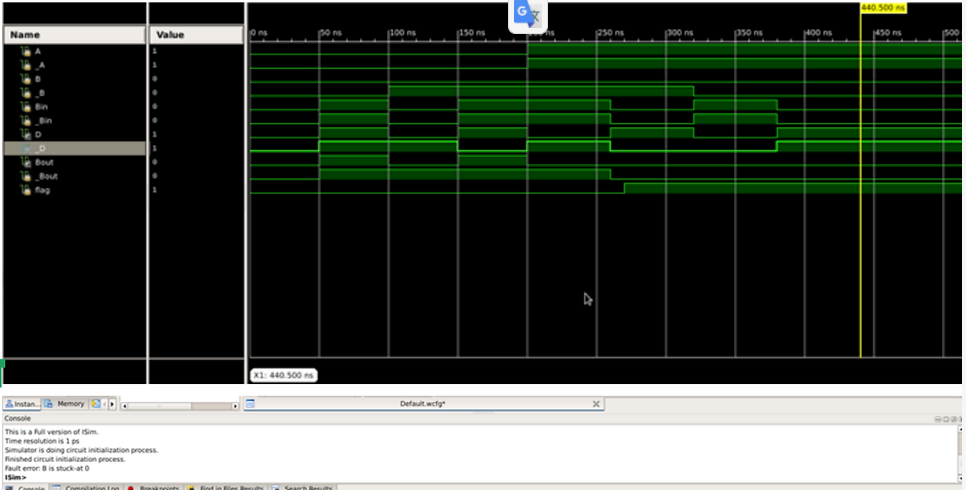 440.500 ns
Name Value
0 ns 50 ns 100 ns 150 ns ns 250 ns 300 ns 350 ns 400 ns 450 ns 500
A 1
_A 1
B 0
_B 0
Bin 0
_Bin 0
D 1
_D 1
Bout 0
_Bout 0
flag 1
X1: 440.500 ns
Instan... Memory Default.wcfg*
Console
This is a Full version of ISim.
Time resolution is 1 ps
Simulator is doing circuit initialization process.
Finished circuit initialization process.
Fault error: B is stuck-at 0
ISim>
Console Compilation Log Breakpoints Find in Files Results Search Results